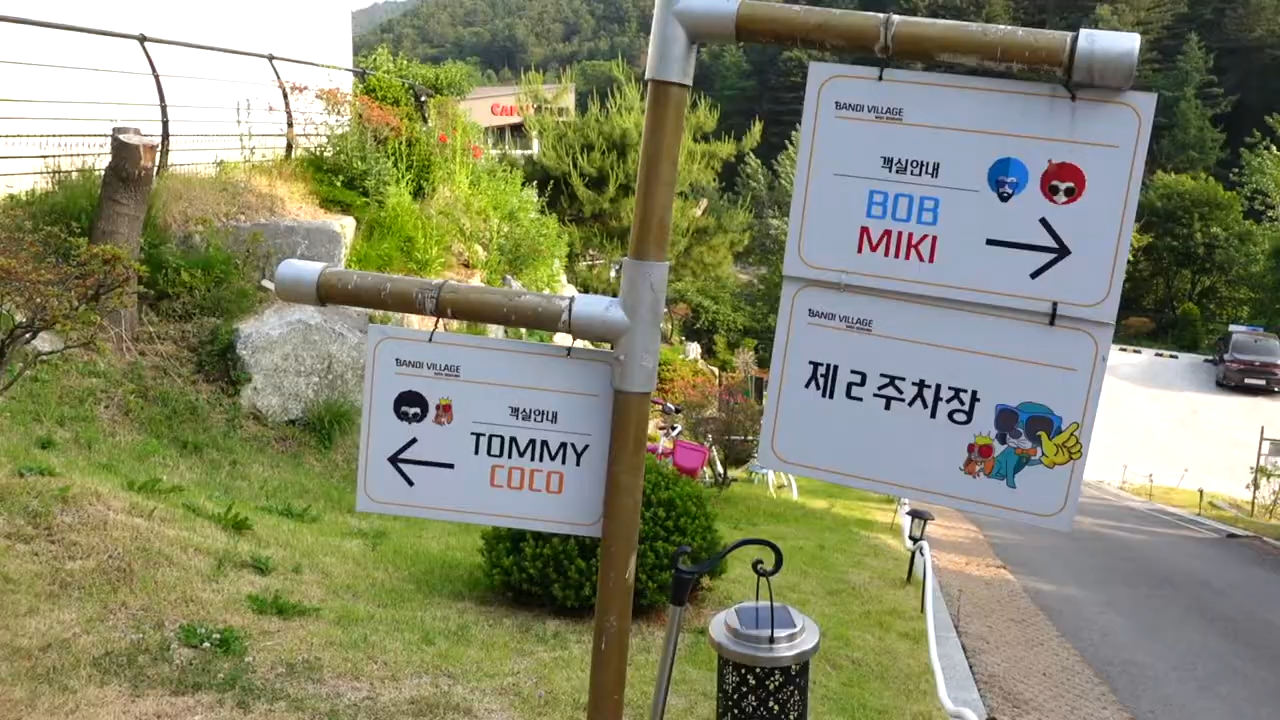 BANDI VILLAGE
객실안내
BOB
MIKI
BANDI VILLAGE
제2주차장
BANDI VILLAGE
객실안내
TOMMY
COCO